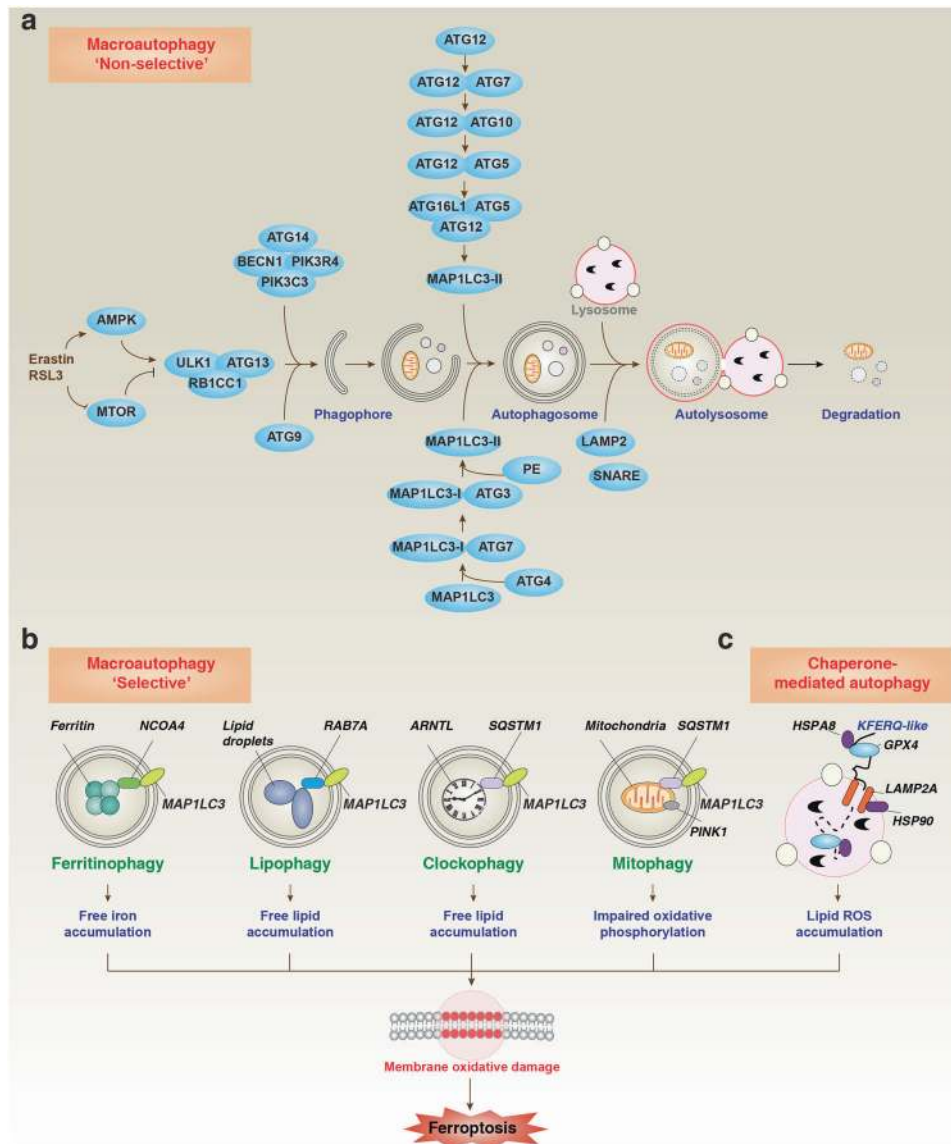 a
Macroautophagy
‘Non-selective’
ATG12
ATG12 ATG7
ATG12 ATG10
ATG12 ATG5
ATG16L1 ATG5
ATG12
MAP1LC3-II
ATG14
BECN1 PIK3R4
PIK3C3
Lysosome
AMPK
Erastin
RSL3
ULK1 ATG13
RB1CC1
MTOR
ATG9
Phagophore
Autophagosome
Autolysosome
Degradation
MAP1LC3-II
LAMP2
SNARE
PE
MAP1LC3-I ATG3
MAP1LC3-I ATG7
ATG4
MAP1LC3
b
Macroautophagy
‘Selective’
Ferritin NCOA4
MAP1LC3
Ferritinophagy
Free iron
accumulation
Lipid
droplets
RAB7A
MAP1LC3
Lipophagy
Free lipid
accumulation
ARNTL SQSTM1
MAP1LC3
Clockophagy
Free lipid
accumulation
Mitochondria SQSTM1
MAP1LC3
PINK1
Mitophagy
Impaired oxidative
phosphorylation
c
Chaperone-
mediated autophagy
HSPA8 KFERQ-like
GPX4
LAMP2A
HSP90
Lipid ROS
accumulation
Membrane oxidative damage
Ferroptosis